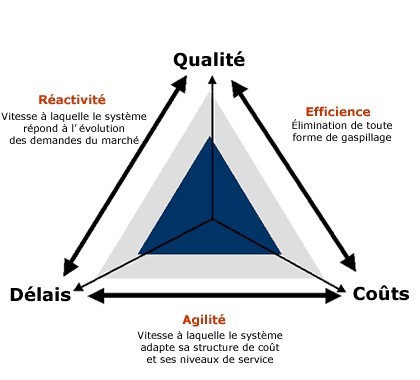 Qualité
Réactivité
Vitesse à laquelle le système
répond à l'évolution
des demandes du marché
Efficience
Élimination de toute
forme de gaspillage
Délais
Coûts
Agilité
Vitesse à laquelle le système
adapte sa structure de coût
et ses niveaux de service